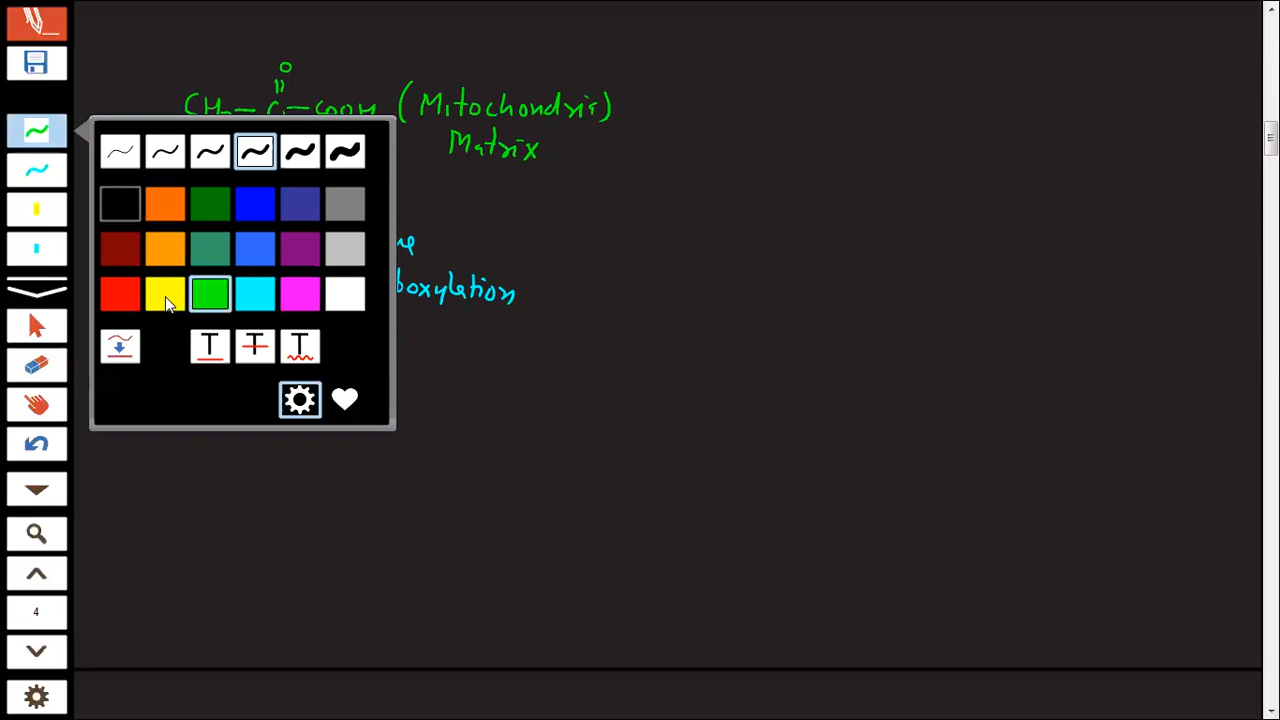 O
||
CH₃ — C — COOH (Mitochondria)
Matrix
boxylation
T T T
4